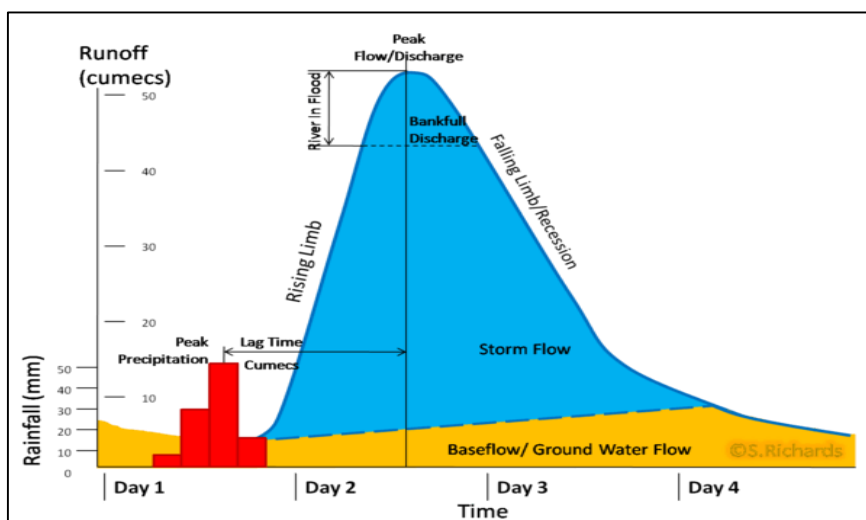 Runoff
(cumecs)
50
40
30
20
10
Peak
Flow/Discharge
River In Flood
Bankfull
Discharge
Rising Limb
Falling Limb/Recession
Peak
Precipitation
Lag Time
Cumecs
Storm Flow
Rainfall (mm)
50
40
30
20
10
0
Baseflow/ Ground Water Flow
©S.Richards
Day 1
Day 2
Day 3
Day 4
Time